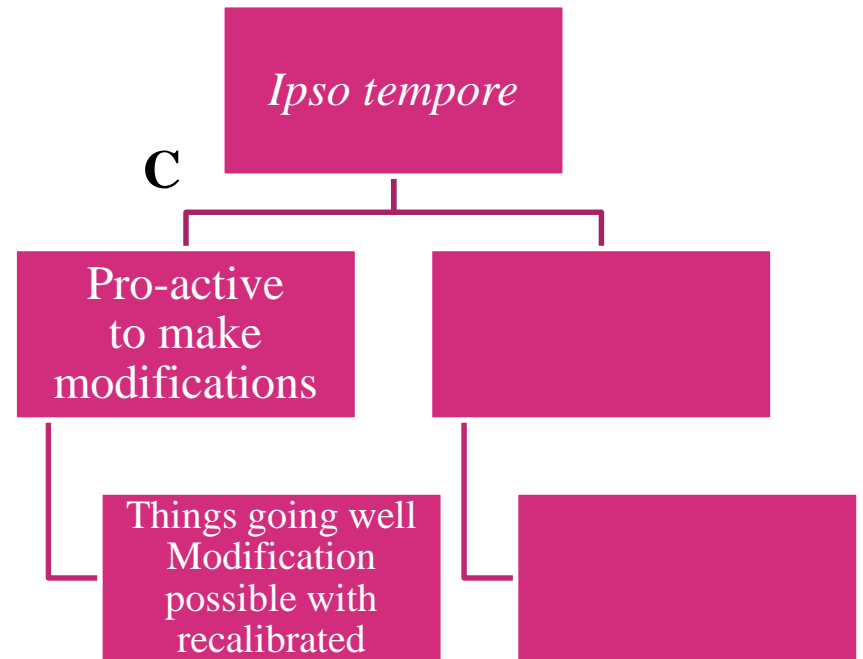 Ipso tempore
C
Pro-active
to make
modifications
Things going well
Modification
possible with
recalibrated